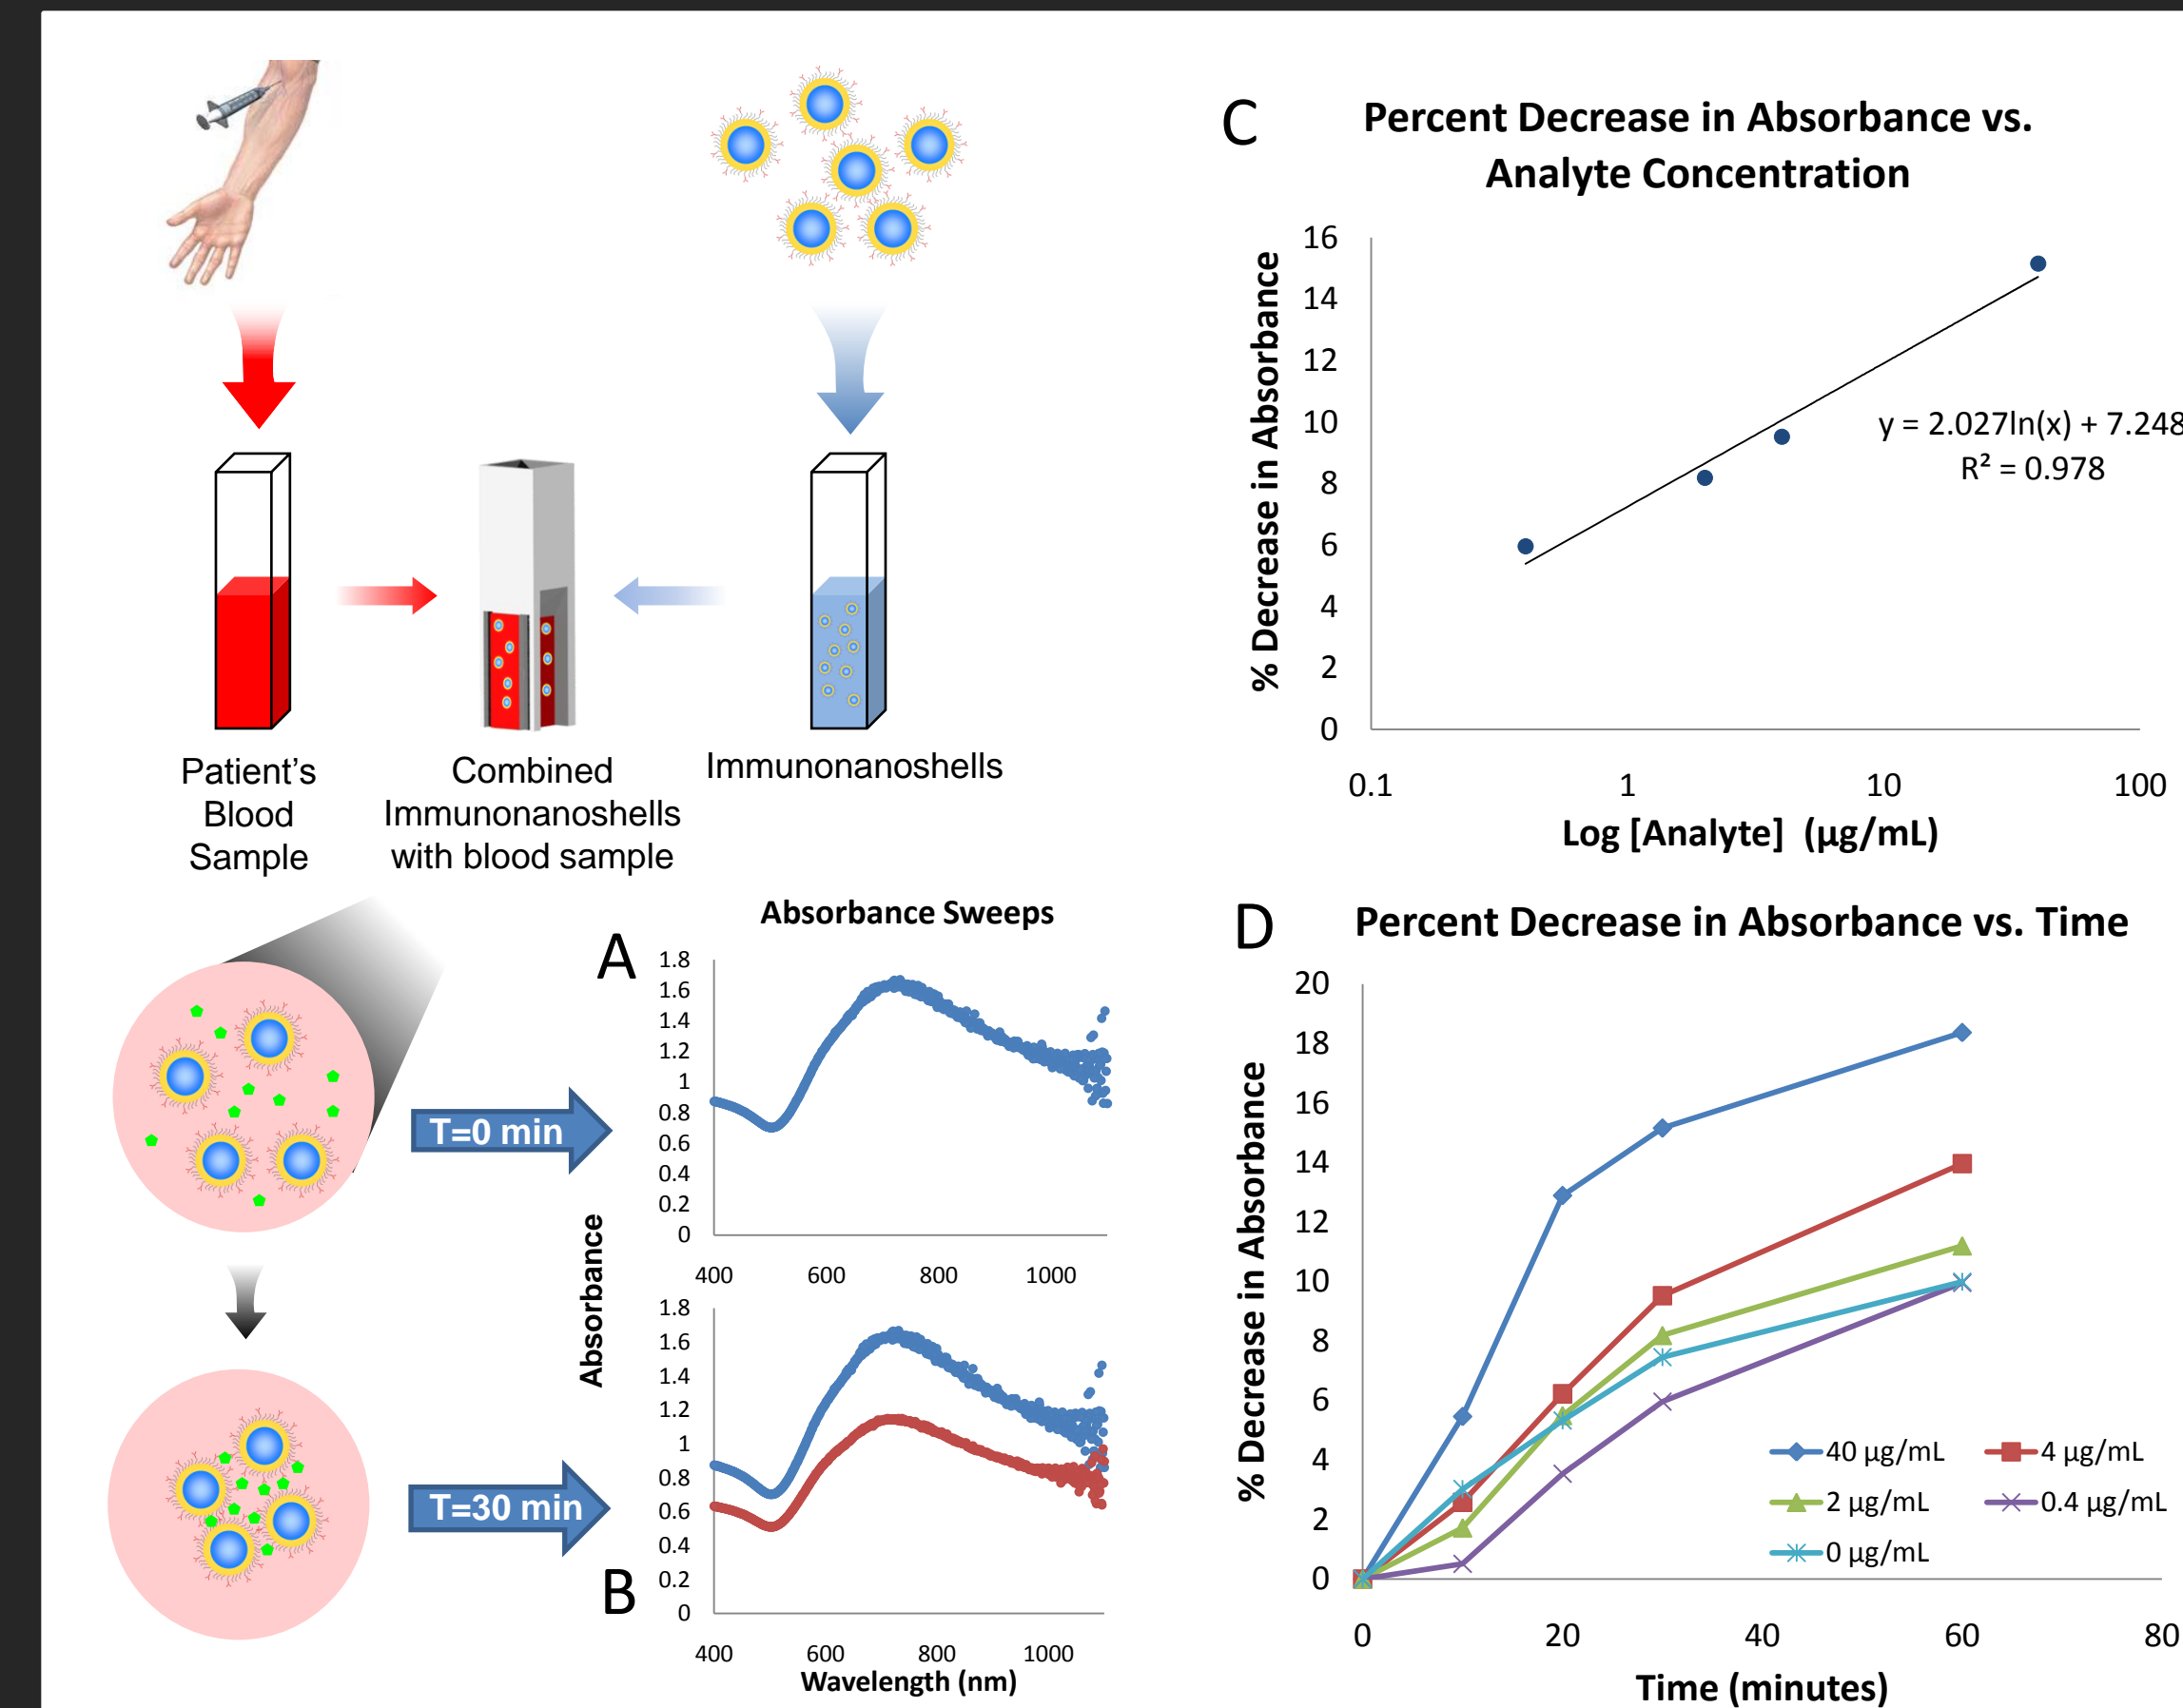 Patient's
Blood
Sample
Combined
Immunonanoshells
with blood sample
Immunonanoshells
T=0 min
T=30 min
Absorbance Sweeps
A
1.8
1.6
1.4
1.2
1
0.8
0.6
0.4
0.2
0
400 600 800 1000
Absorbance
B
1.8
1.6
1.4
1.2
1
0.8
0.6
0.4
0.2
0
400 600 800 1000
Wavelength (nm)
C
Percent Decrease in Absorbance vs.
Analyte Concentration
% Decrease in Absorbance
16
14
12
10
8
6
4
2
0
y = 2.027ln(x) + 7.248
R² = 0.978
0.1 1 10 100
Log [Analyte] (µg/mL)
D
Percent Decrease in Absorbance vs. Time
% Decrease in Absorbance
20
18
16
14
12
10
8
6
4
2
0
40 µg/mL 4 µg/mL
2 µg/mL 0.4 µg/mL
0 µg/mL
0 20 40 60 80
Time (minutes)